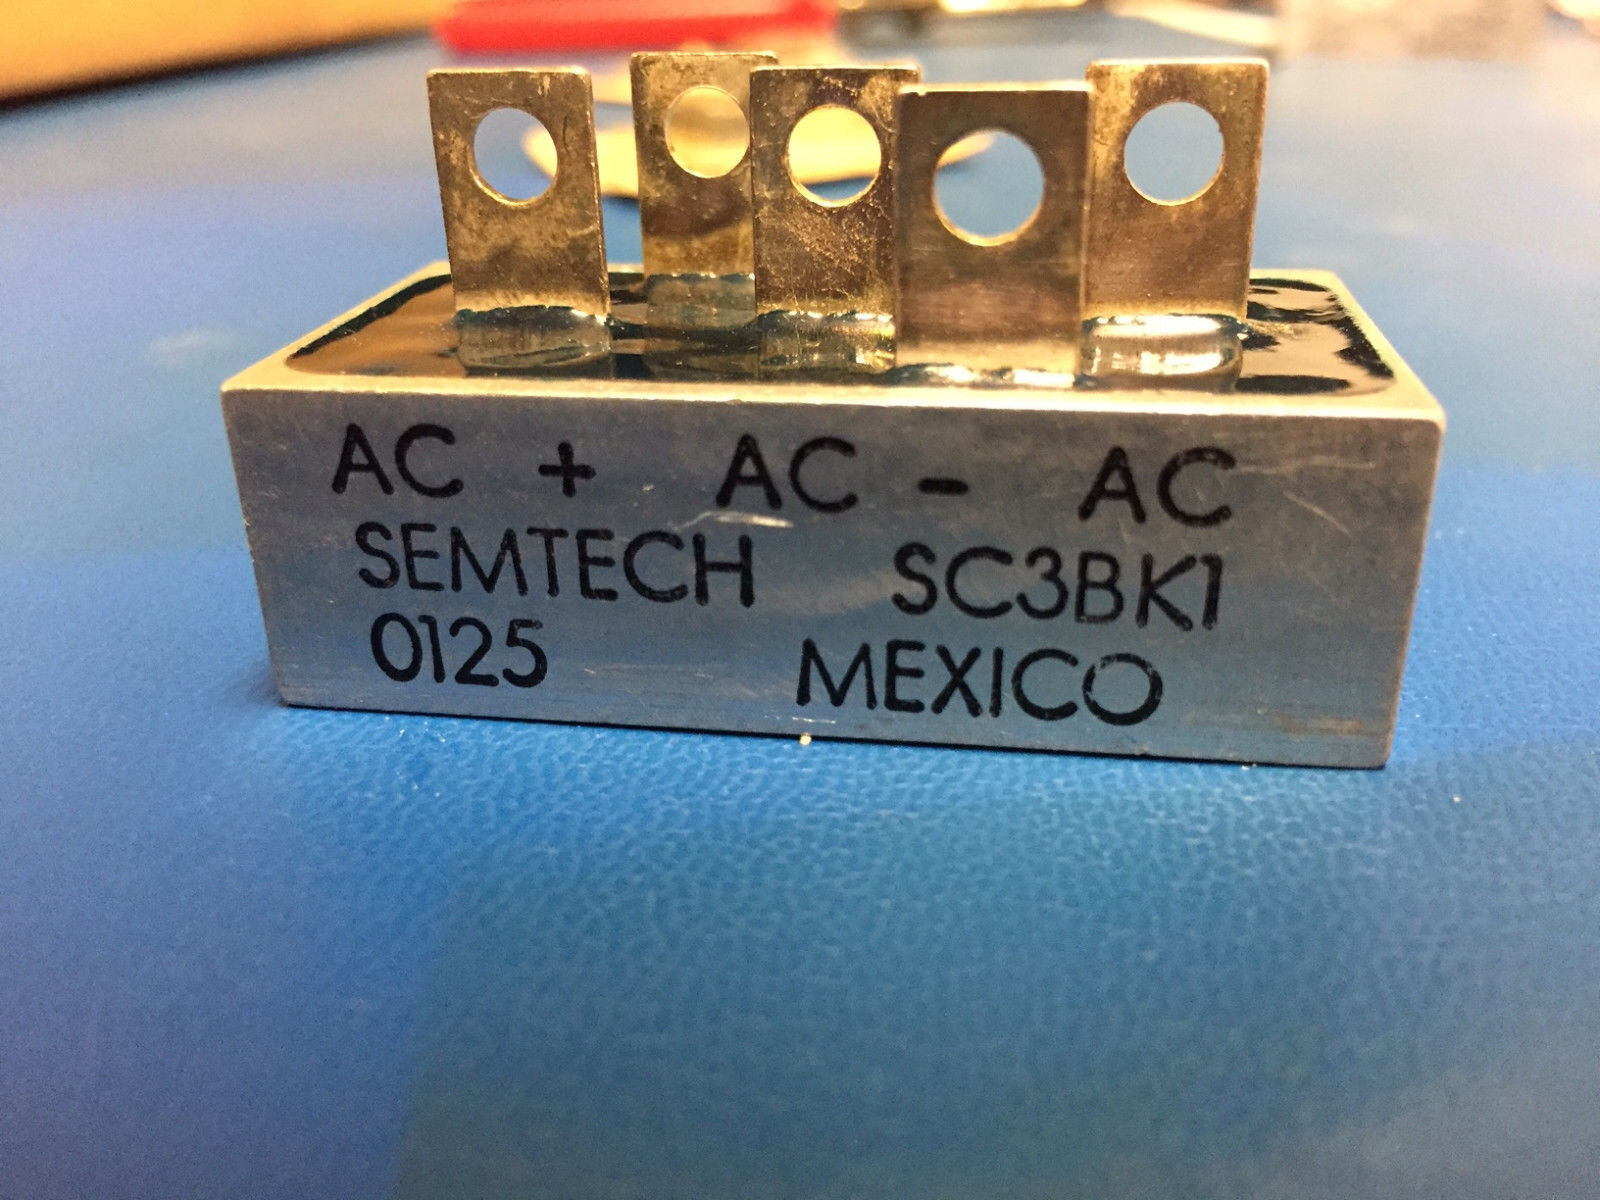 AC + AC - AC
SEMTECH SC3BK1
0125 MEXICO